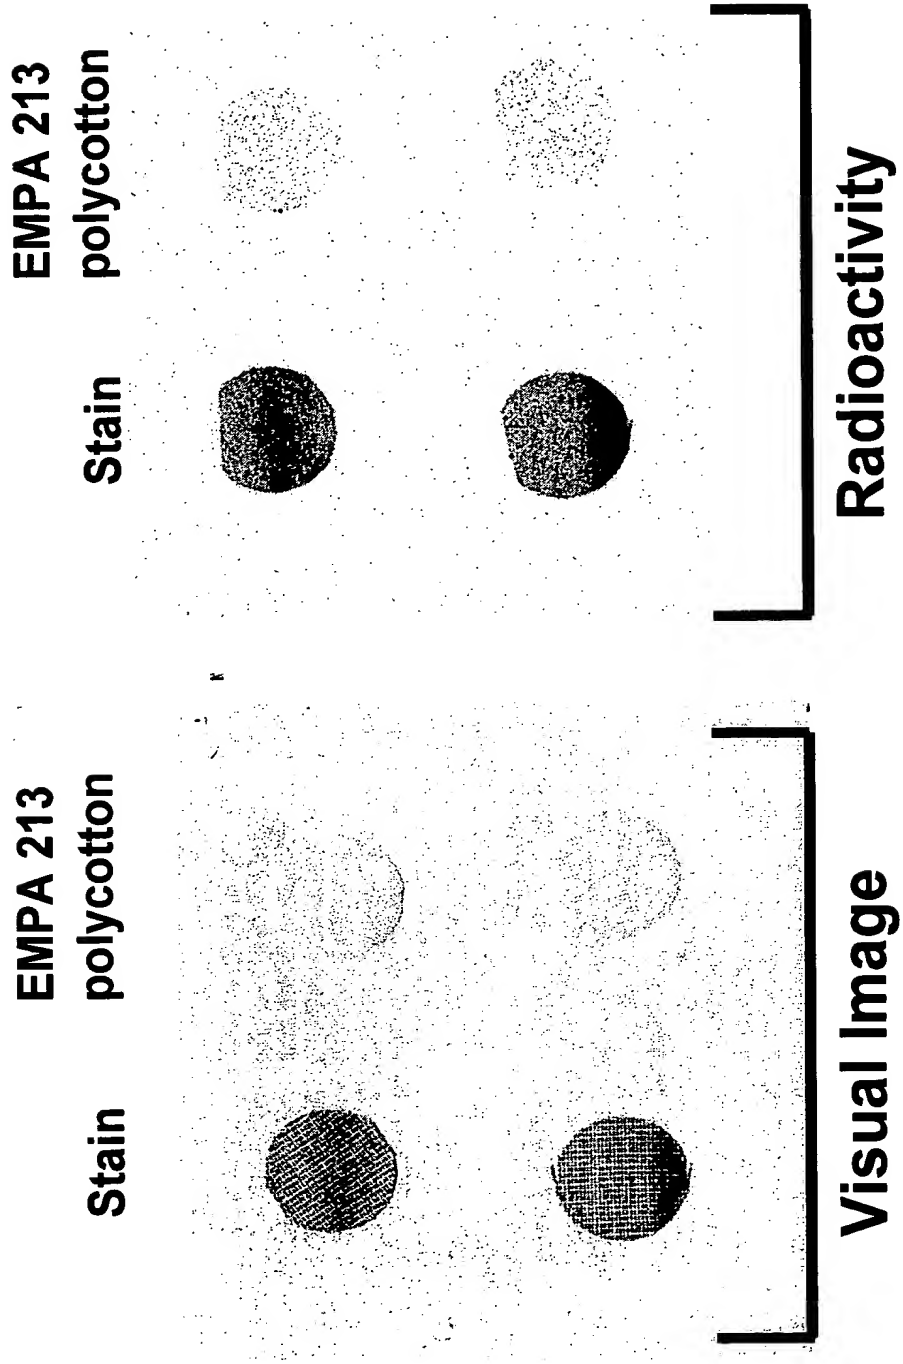 Stain
EMPA 213
polycotton
Stain
EMPA 213
polycotton
Visual Image
Radioactivity